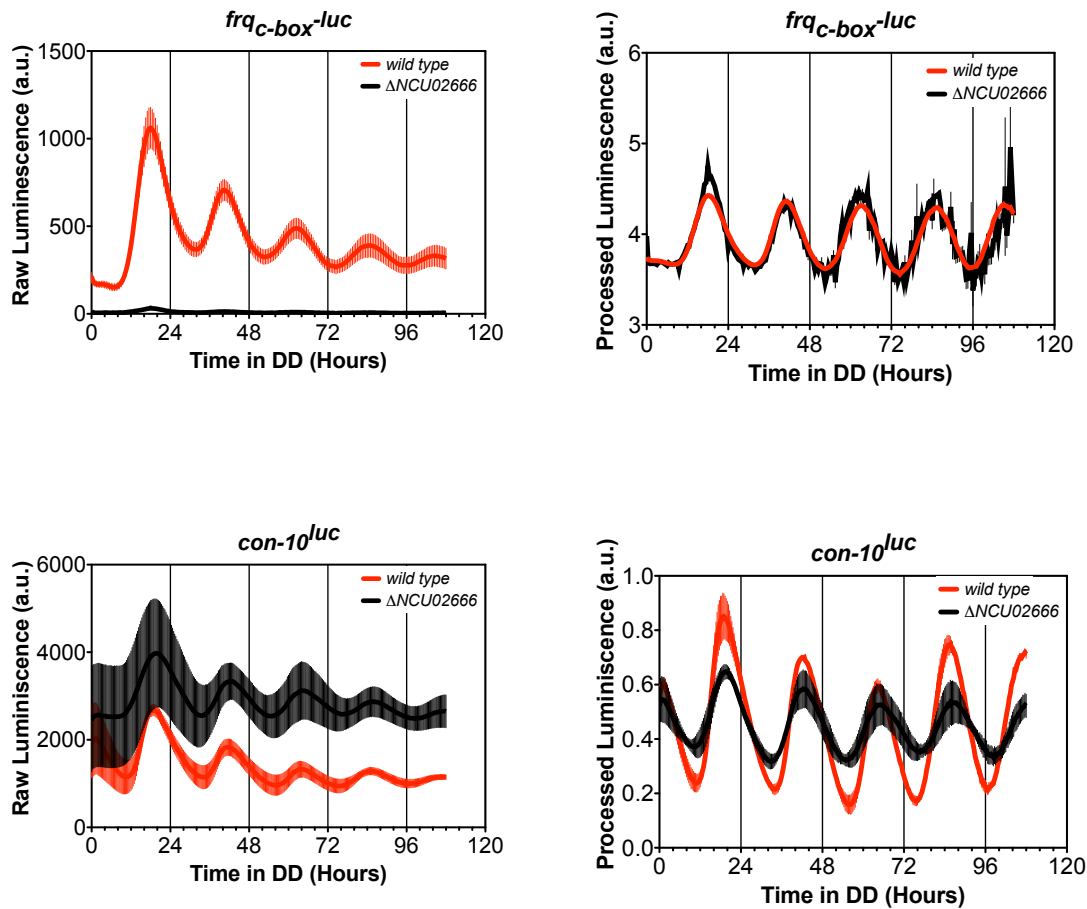 frqc-box-luc
Raw Luminescence (a.u.)
1500
1000
500
0
wild type
ΔNCU02666
0 24 48 72 96 120
Time in DD (Hours)
frqc-box-luc
Processed Luminescence (a.u.)
6
5
4
3
wild type
ΔNCU02666
0 24 48 72 96 120
Time in DD (Hours)
con-10luc
Raw Luminiscence (a.u.)
6000
4000
2000
0
wild type
ΔNCU02666
0 24 48 72 96 120
Time in DD (Hours)
con-10luc
Processed Luminiscence (a.u.)
1.0
0.8
0.6
0.4
0.2
0.0
wild type
ΔNCU02666
0 24 48 72 96 120
Time in DD (Hours)